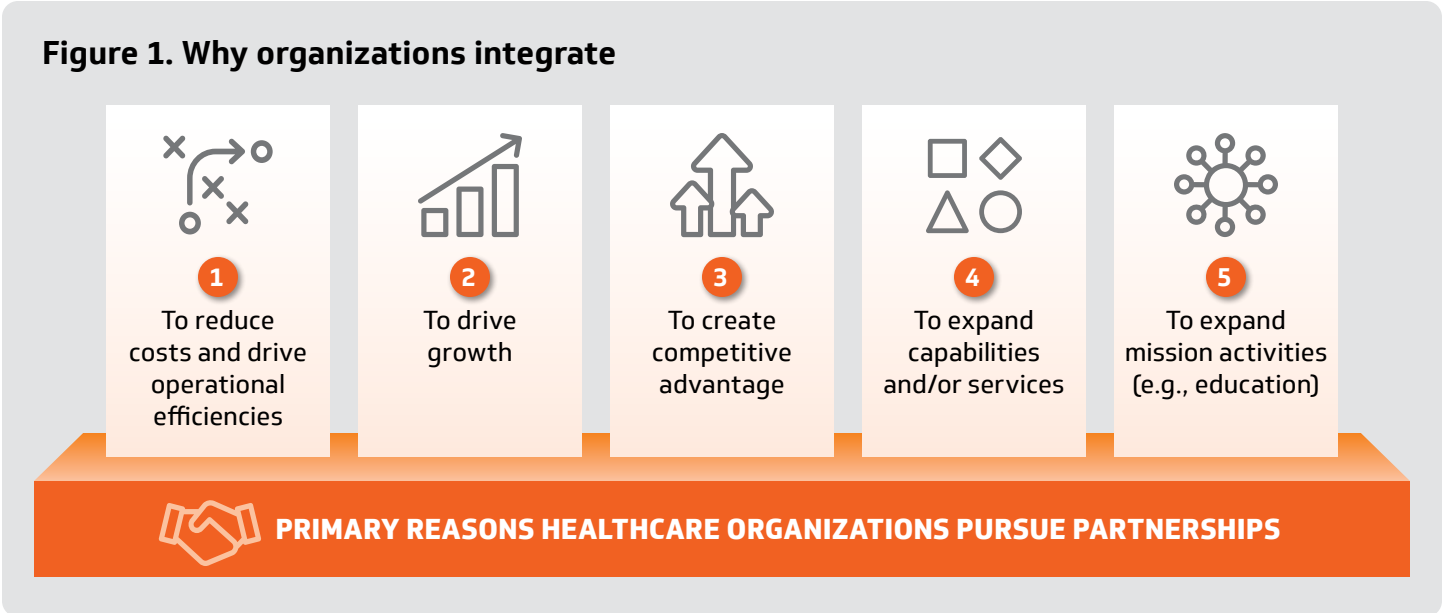 Figure 1. Why organizations integrate
1
To reduce
costs and drive
operational
efficiencies
2
To drive
growth
3
To create
competitive
advantage
4
To expand
capabilities
and/or services
5
To expand
mission activities
(e.g., education)
PRIMARY REASONS HEALTHCARE ORGANIZATIONS PURSUE PARTNERSHIPS